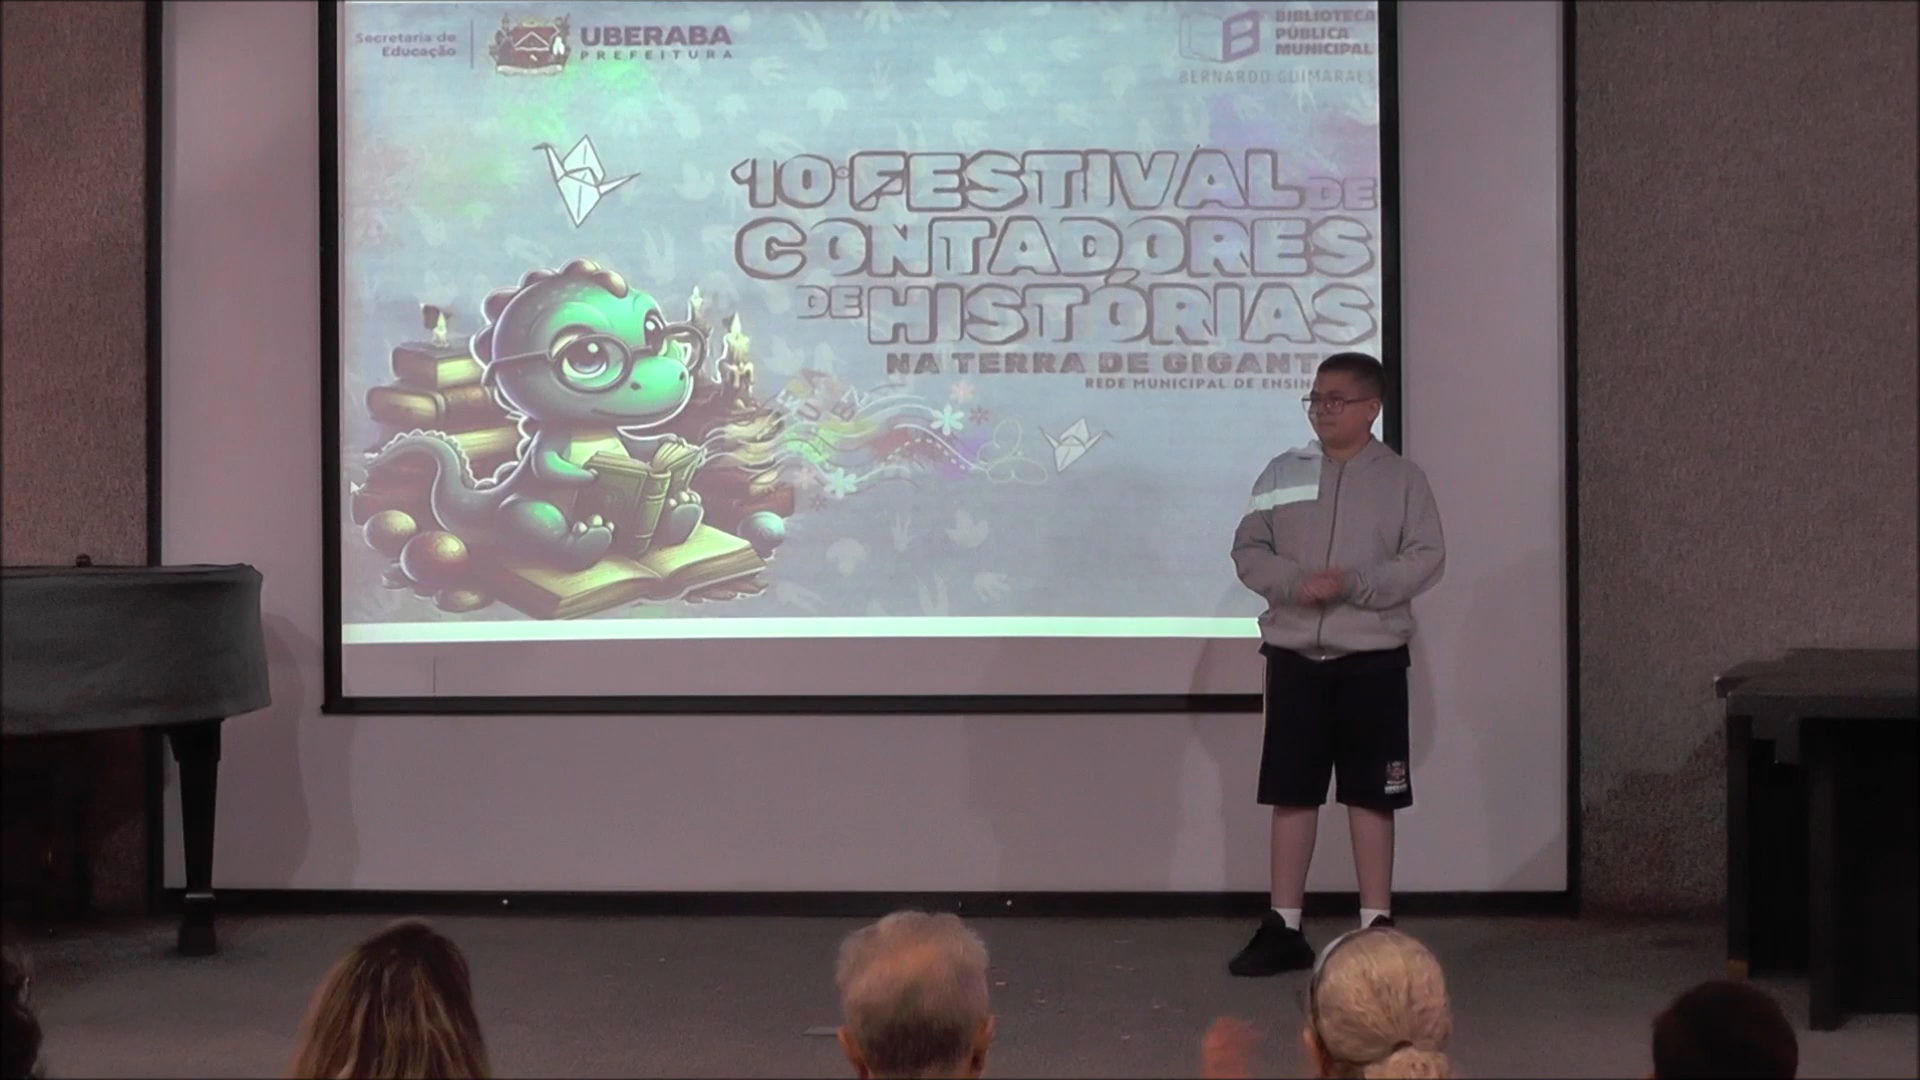 Secretaria de
Educação
UBERABA
PREFEITURA
BIBLIOTECA
PÚBLICA
MUNICIPAL
BERNARDO GUIMARAES
10º FESTIVAL DE
CONTADORES
DE HISTÓRIAS
NA TERRA DE GIGANT
REDE MUNICIPAL DE ENSIN